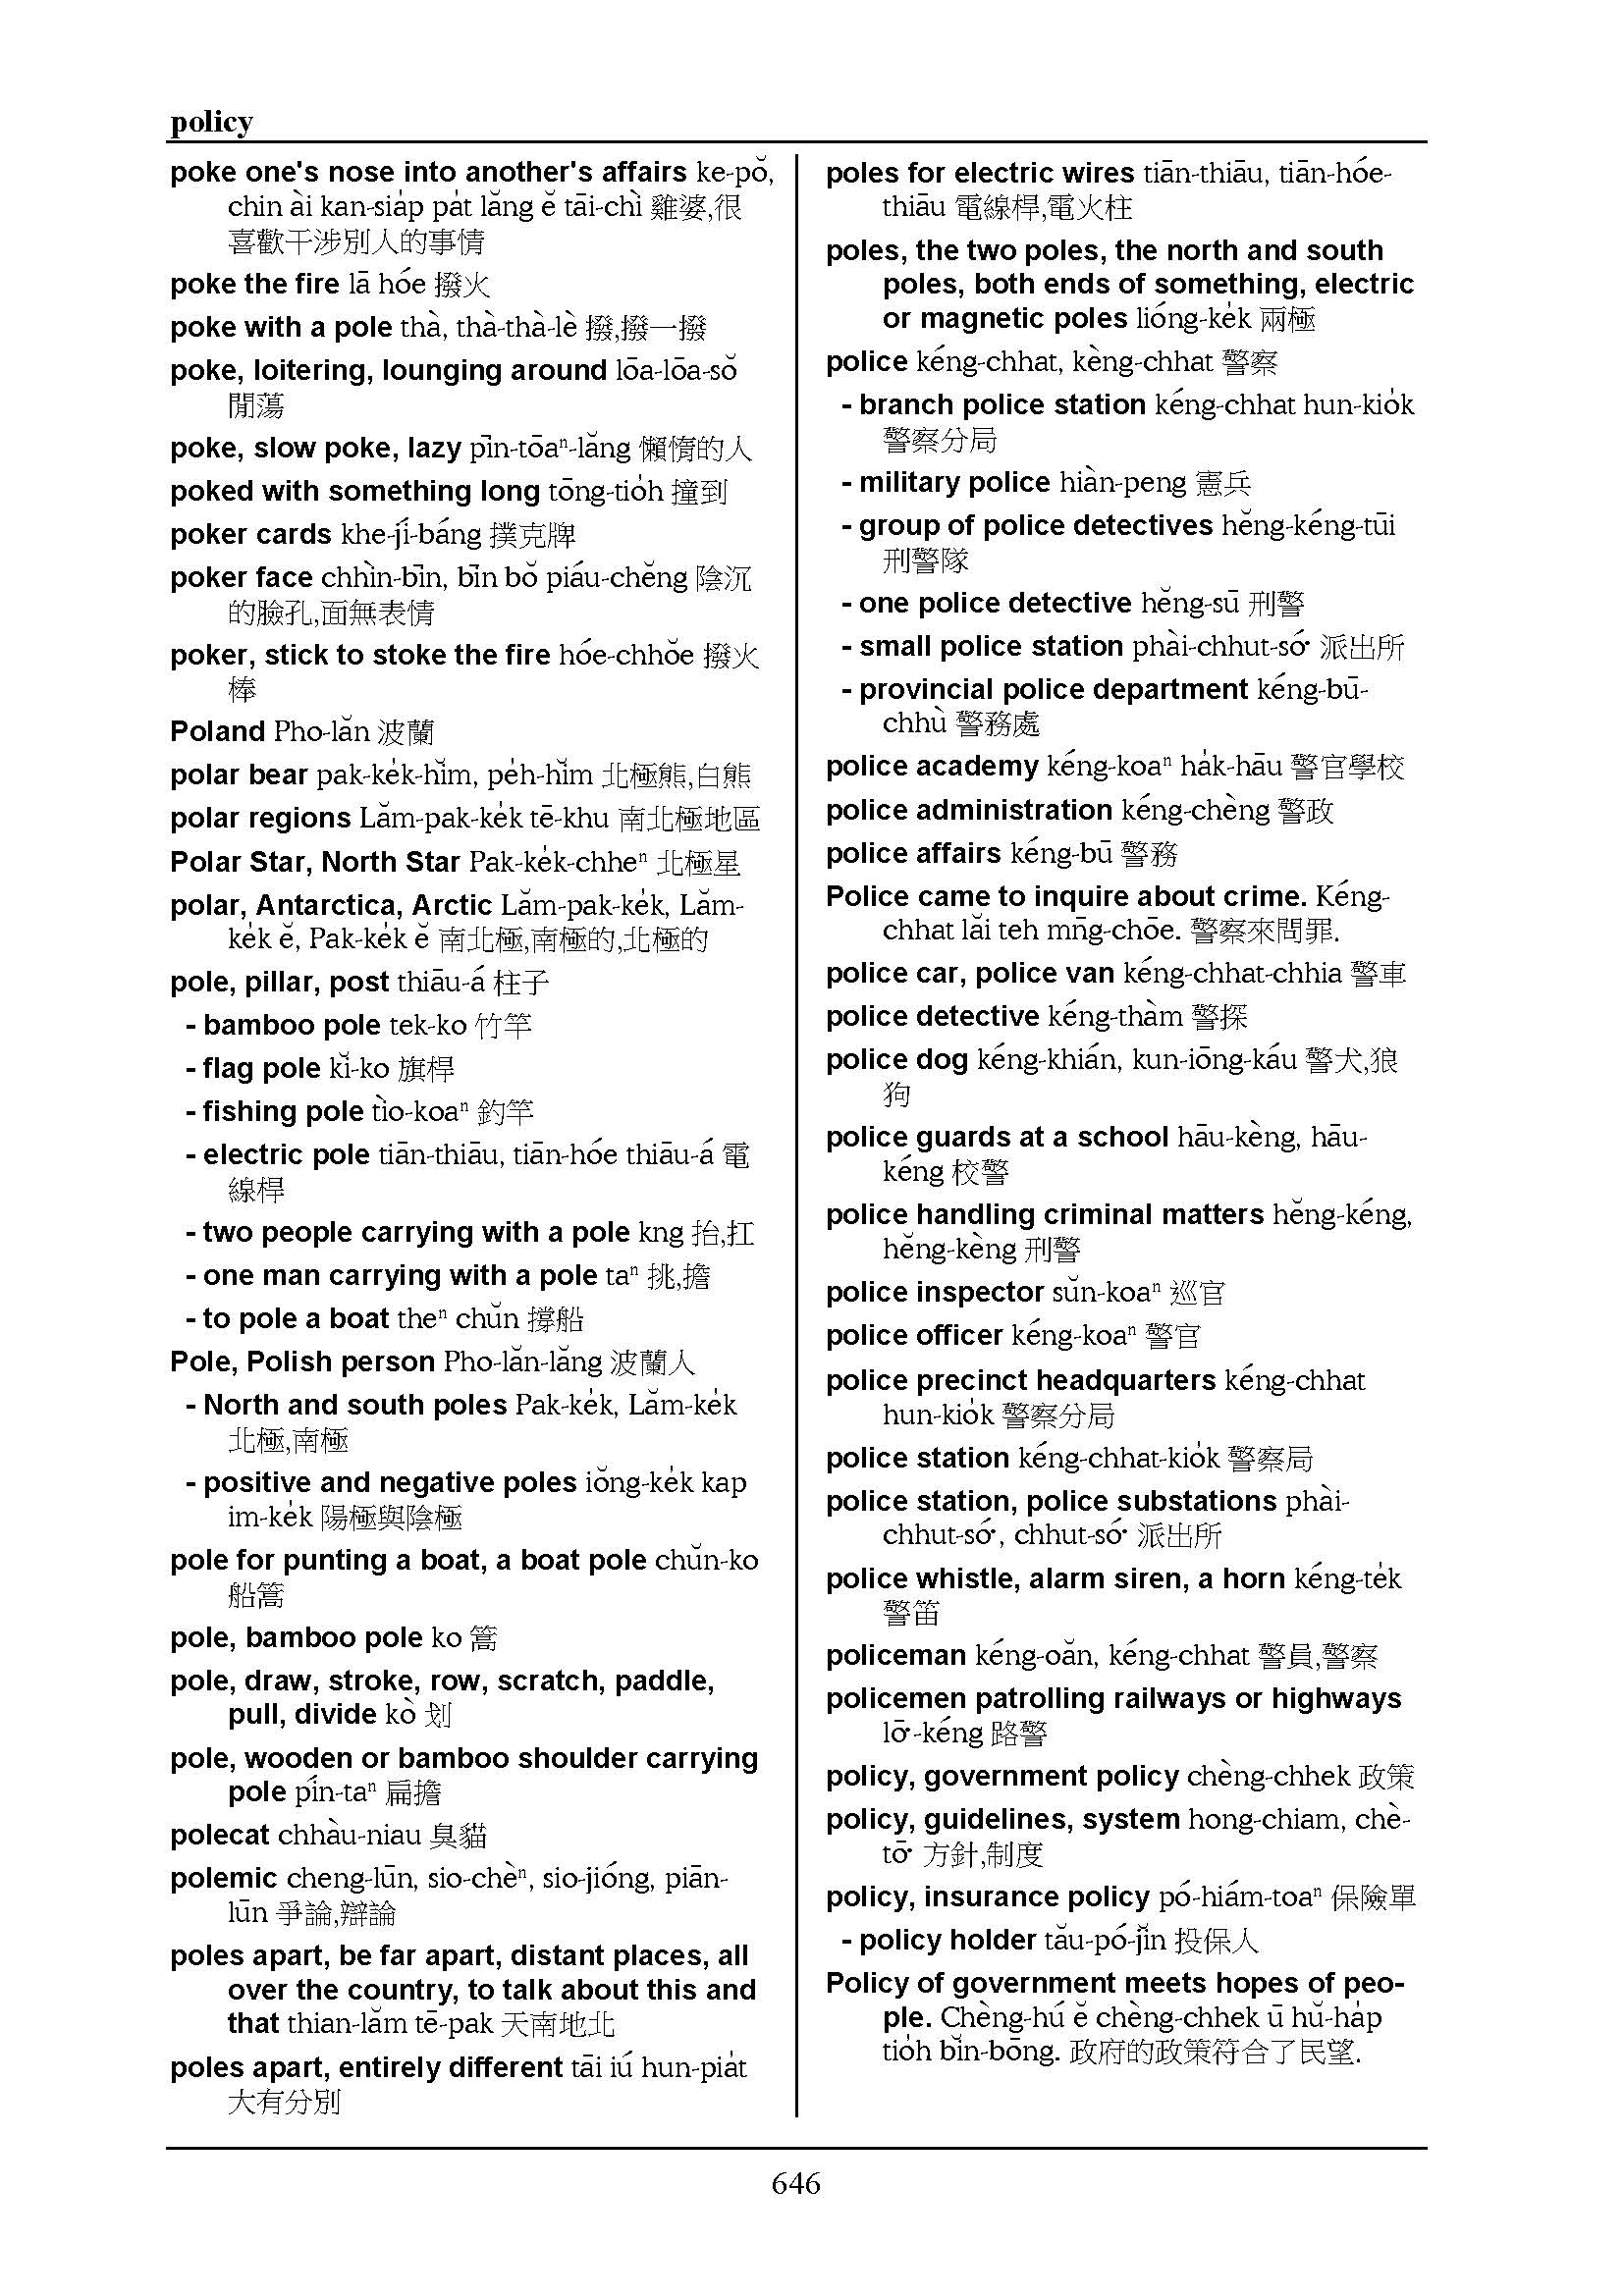 policy
poke one's nose into another's affairs ke-pŏ,
chin ài kan-sia̍p pa̍t lăng ĕ tāi-chì 雞婆,很
喜歡干涉別人的事情
poke the fire lā hóe 撥火
poke with a pole thà, thà-thà-lè 撥,撥一撥
poke, loitering, lounging around lōa-lōa-sŏ
閒蕩
poke, slow poke, lazy pīn-tōaⁿ-lăng 懶惰的人
poked with something long tōng-tio̍h 撞到
poker cards khe-jí-báng 撲克牌
poker face chhìn-bīn, bīn bŏ piáu-chĕng 陰沉
的臉孔,面無表情
poker, stick to stoke the fire hóe-chhŏe 撥火
棒
Poland Pho-lăn 波蘭
polar bear pak-ke̍k-hĭm, pe̍h-hĭm 北極熊,白熊
polar regions Lăm-pak-ke̍k tē-khu 南北極地區
Polar Star, North Star Pak-ke̍k-chheⁿ 北極星
polar, Antarctica, Arctic Lăm-pak-ke̍k, Lăm-
ke̍k ĕ, Pak-ke̍k ĕ 南北極,南極的,北極的
pole, pillar, post thiāu-á 柱子
- bamboo pole tek-ko 竹竿
- flag pole kĭ-ko 旗桿
- fishing pole tìo-koaⁿ 釣竿
- electric pole tiān-thiāu, tiān-hóe thiāu-á 電
線桿
- two people carrying with a pole kng 抬,扛
- one man carrying with a pole taⁿ 挑,擔
- to pole a boat theⁿ chŭn 撐船
Pole, Polish person Pho-lăn-lăng 波蘭人
- North and south poles Pak-ke̍k, Lăm-ke̍k
北極,南極
- positive and negative poles iŏng-ke̍k kap
im-ke̍k 陽極與陰極
pole for punting a boat, a boat pole chŭn-ko
船篙
pole, bamboo pole ko 篙
pole, draw, stroke, row, scratch, paddle,
pull, divide kò 划
pole, wooden or bamboo shoulder carrying
pole pín-taⁿ 扁擔
polecat chhàu-niau 臭貓
polemic cheng-lūn, sio-chèⁿ, sio-jióng, piān-
lūn 爭論,辯論
poles apart, be far apart, distant places, all
over the country, to talk about this and
that thian-lăm tē-pak 天南地北
poles apart, entirely different tāi iú hun-pia̍t
大有分別
poles for electric wires tiān-thiāu, tiān-hóe-
thiāu 電線桿,電火柱
poles, the two poles, the north and south
poles, both ends of something, electric
or magnetic poles lióng-ke̍k 兩極
police kéng-chhat, kèng-chhat 警察
- branch police station kéng-chhat hun-kio̍k
警察分局
- military police hiàn-peng 憲兵
- group of police detectives hĕng-kéng-tūi
刑警隊
- one police detective hĕng-sū 刑警
- small police station phài-chhut-só͘ 派出所
- provincial police department kéng-bū-
chhù 警務處
police academy kéng-koaⁿ ha̍k-hāu 警官學校
police administration kéng-chèng 警政
police affairs kéng-bū 警務
Police came to inquire about crime. Kéng-
chhat lăi teh mn̄g-chōe. 警察來問罪.
police car, police van kéng-chhat-chhia 警車
police detective kéng-thàm 警探
police dog kéng-khián, kun-iōng-káu 警犬,狼
狗
police guards at a school hāu-kèng, hāu-
kéng 校警
police handling criminal matters hĕng-kéng,
hĕng-kèng 刑警
police inspector sŭn-koaⁿ 巡官
police officer kéng-koaⁿ 警官
police precinct headquarters kéng-chhat
hun-kio̍k 警察分局
police station kéng-chhat-kio̍k 警察局
police station, police substations phài-
chhut-só͘, chhut-só͘ 派出所
police whistle, alarm siren, a horn kéng-te̍k
警笛
policeman kéng-oăn, kéng-chhat 警員,警察
policemen patrolling railways or highways
lō͘-kéng 路警
policy, government policy chèng-chhek 政策
policy, guidelines, system hong-chiam, chè-
tō͘ 方針,制度
policy, insurance policy pó-hiám-toaⁿ 保險單
- policy holder tău-pó-jĭn 投保人
Policy of government meets hopes of peo-
ple. Chèng-hú ĕ chèng-chhek ū hŭ-ha̍p
tio̍h bĭn-bōng. 政府的政策符合了民望.
646